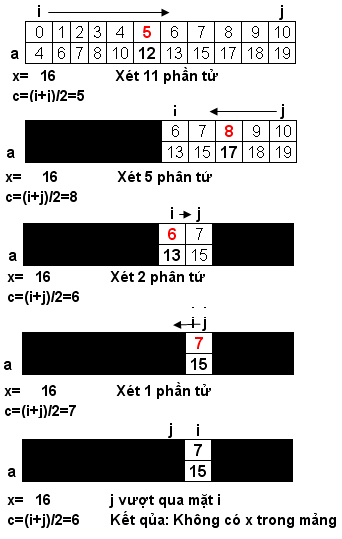 i j
0 1 2 3 4 5 6 7 8 9 10
a 4 6 7 8 10 12 13 15 17 18 19
x= 16 Xét 11 phần tử
c=(i+j)/2=5
i j
6 7 8 9 10
a 13 15 17 18 19
x= 16 Xét 5 phân tứ
c=(i+j)/2=8
i j
6 7
a 13 15
x= 16 Xét 2 phân tứ
c=(i+j)/2=6
i j
7
a 15
x= 16 Xét 1 phần tử
c=(i+j)/2=7
j i
7
a 15
x= 16 j vượt qua mặt i
c=(i+j)/2=6 Kết qủa: Không có x trong mảng